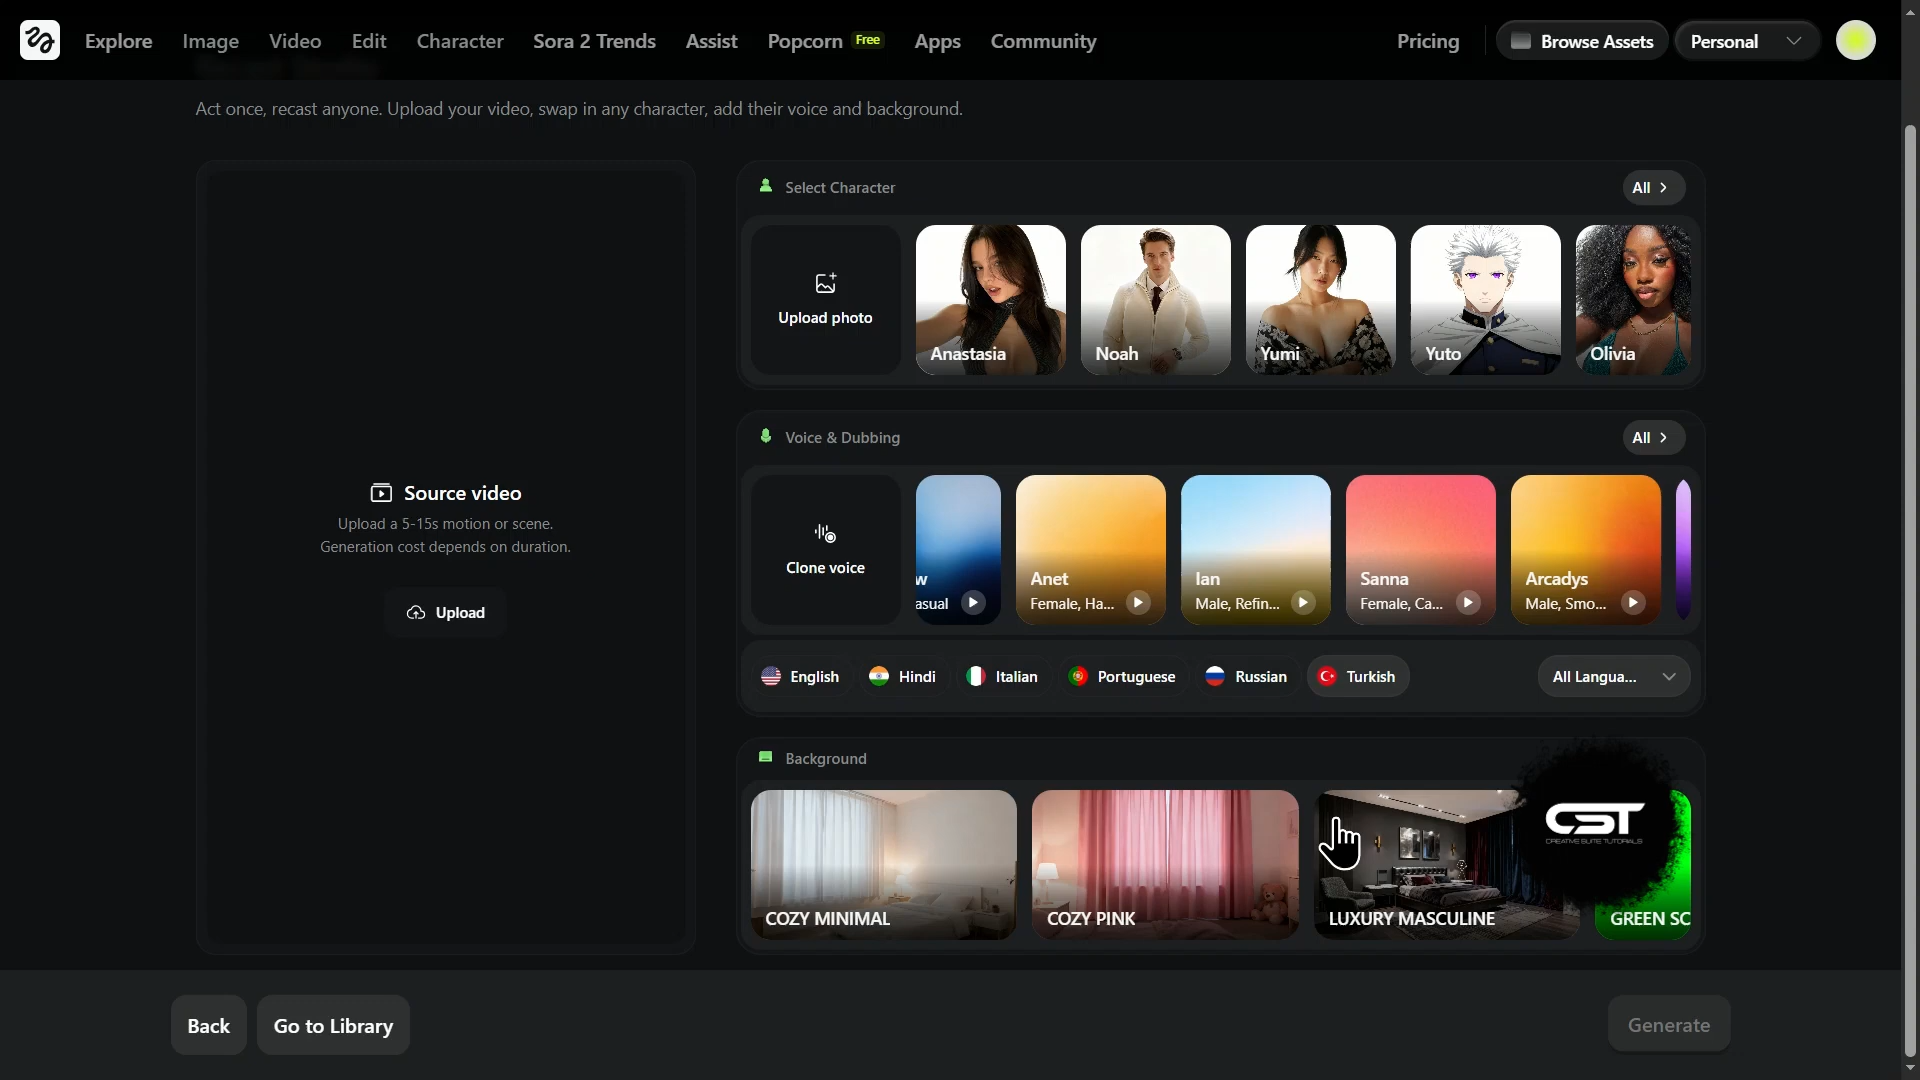 Explore Image Video Edit Character Sora 2 Trends Assist Popcorn Free Apps Community Pricing Browse Assets Personal
Act once, recast anyone. Upload your video, swap in any character, add their voice and background.
Source video
Upload a 5-15s motion or scene.
Generation cost depends on duration.
Upload
Select Character All
Upload photo
Anastasia Noah Yumi Yuto Olivia
Voice & Dubbing All
Clone voice
w Anet Ian Sanna Arcadys
asual Female, Ha... Male, Refin... Female, Ca... Male, Smo...
English Hindi Italian Portuguese Russian Turkish All Langua...
Background
CST
CREATIVE SUITE TUTORIALS
COZY MINIMAL COZY PINK LUXURY MASCULINE GREEN SC
Back Go to Library Generate